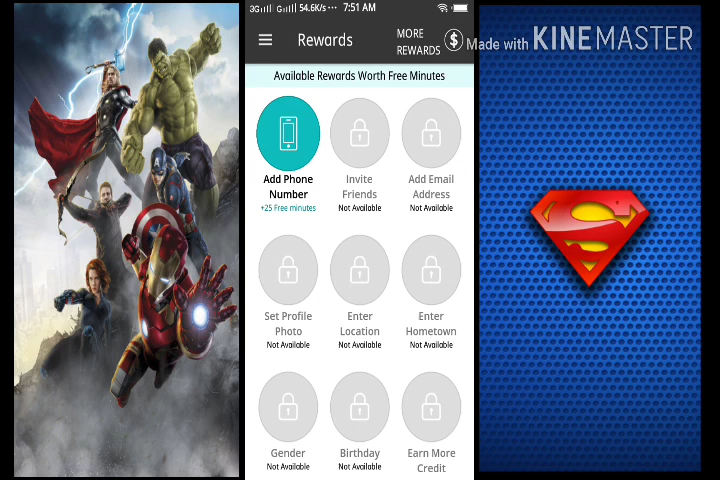 3G 4G 54.6K/s ··· 7:51 AM
Rewards
MORE
REWARDS
$
Made with KINEMASTER
Available Rewards Worth Free Minutes
Add Phone
Number
+25 Free minutes
Invite
Friends
Not Available
Add Email
Address
Not Available
Set Profile
Photo
Not Available
Enter
Location
Not Available
Enter
Hometown
Not Available
Gender
Not Available
Birthday
Not Available
Earn More
Credit